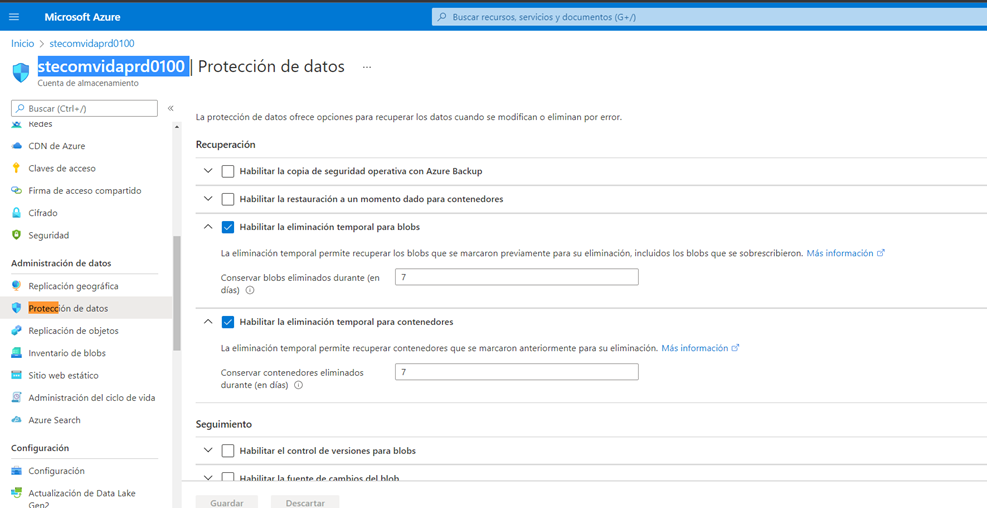 Microsoft Azure
Buscar recursos, servicios y documentos (G+/)
Inicio > stecomvidaprd0100
stecomvidaprd0100 | Protección de datos ...
Cuenta de almacenamiento
Buscar (Ctrl+/) «
Redes
CDN de Azure
Claves de acceso
Firma de acceso compartido
Cifrado
Seguridad
Administración de datos
Replicación geográfica
Protección de datos
Replicación de objetos
Inventario de blobs
Sitio web estático
Administración del ciclo de vida
Azure Search
Configuración
Configuración
Actualización de Data Lake
Gen2
La protección de datos ofrece opciones para recuperar los datos cuando se modifican o eliminan por error.
Recuperación
Habilitar la copia de seguridad operativa con Azure Backup
Habilitar la restauración a un momento dado para contenedores
Habilitar la eliminación temporal para blobs
La eliminación temporal permite recuperar los blobs que se marcaron previamente para su eliminación, incluidos los blobs que se sobrescribieron. Más información
Conservar blobs eliminados durante (en
días)
7
Habilitar la eliminación temporal para contenedores
La eliminación temporal permite recuperar contenedores que se marcaron anteriormente para su eliminación. Más información
Conservar contenedores eliminados
durante (en días)
7
Seguimiento
Habilitar el control de versiones para blobs
Habilitar la fuente de cambios del blob
Guardar
Descartar